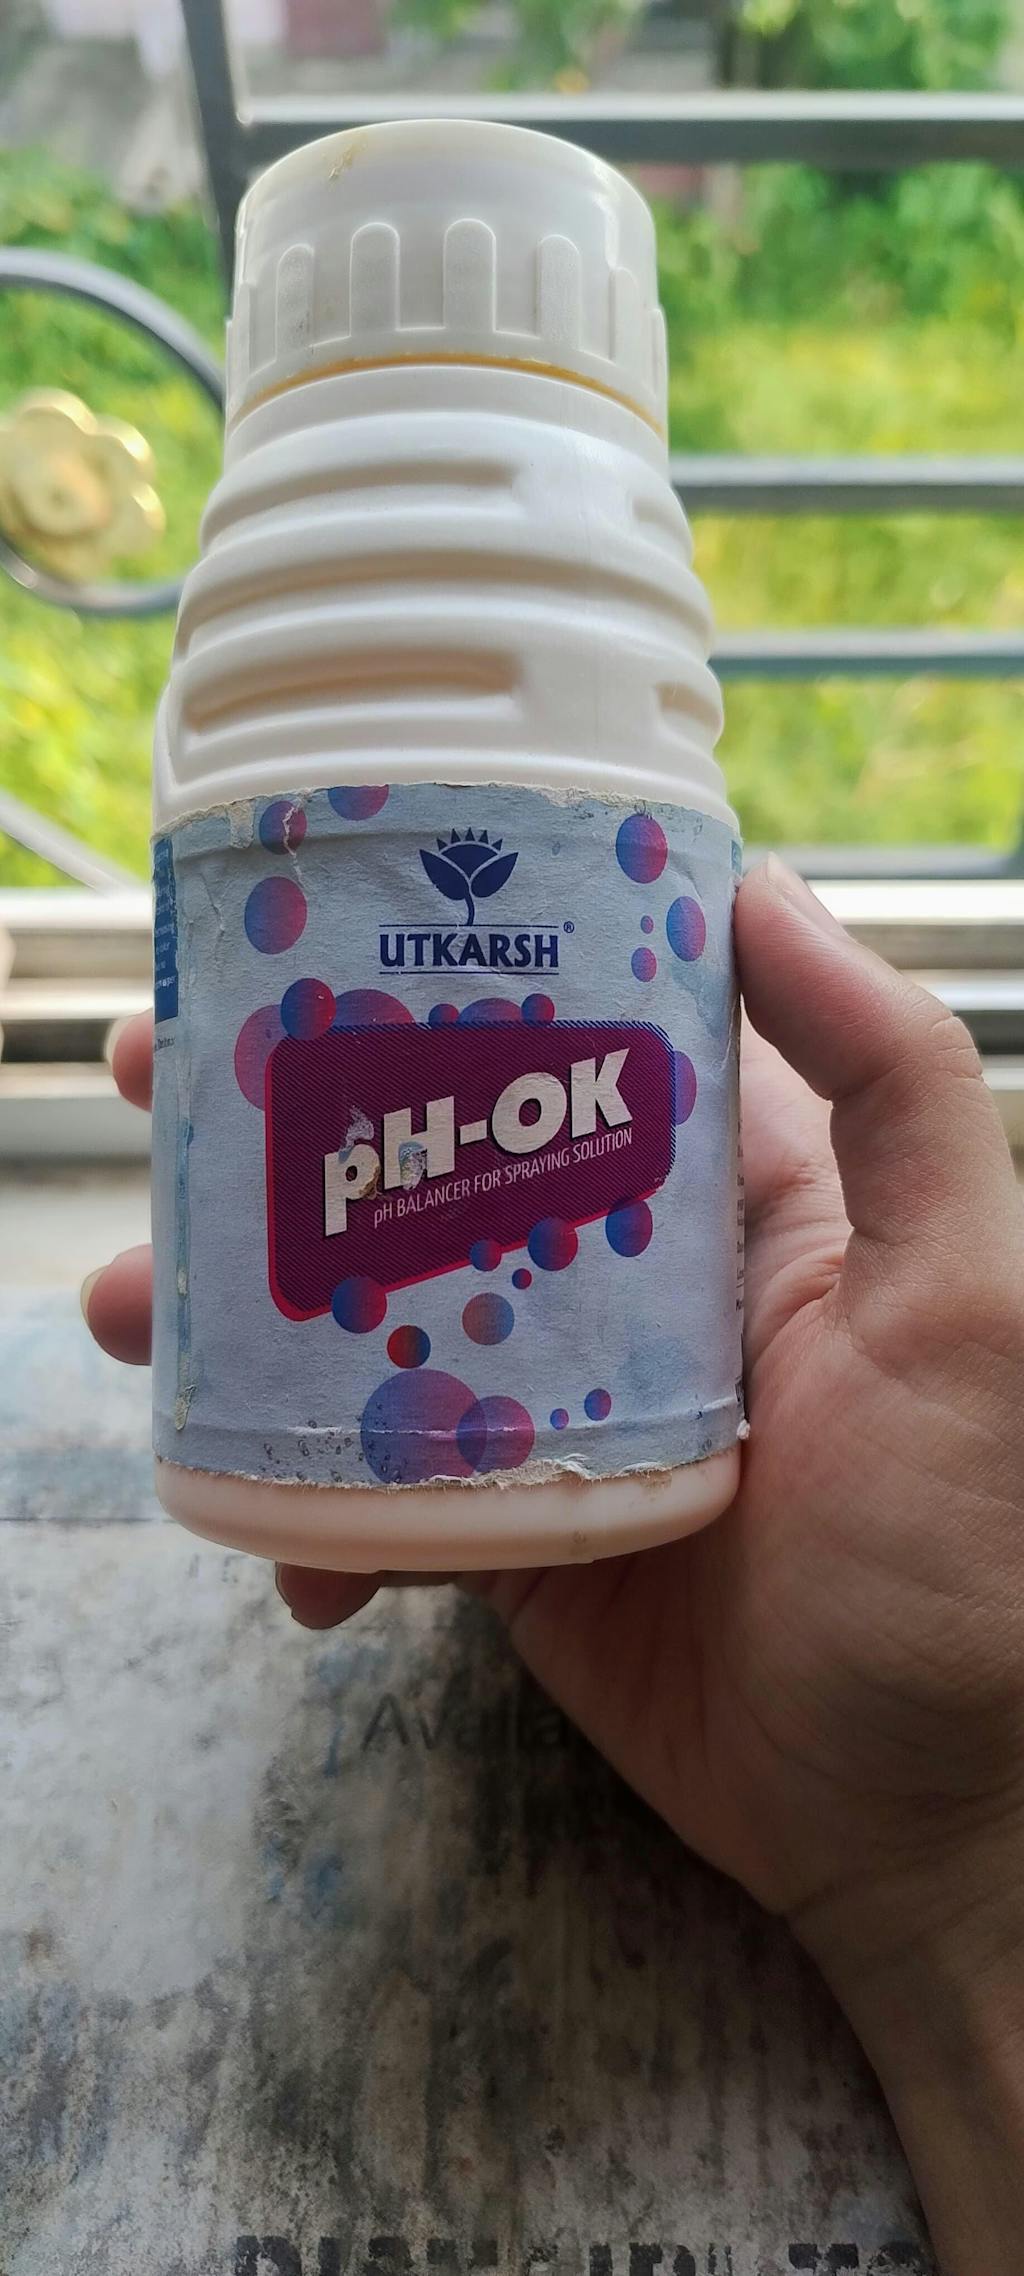 UTKARSH®
pH-OK
pH BALANCER FOR SPRAYING SOLUTION